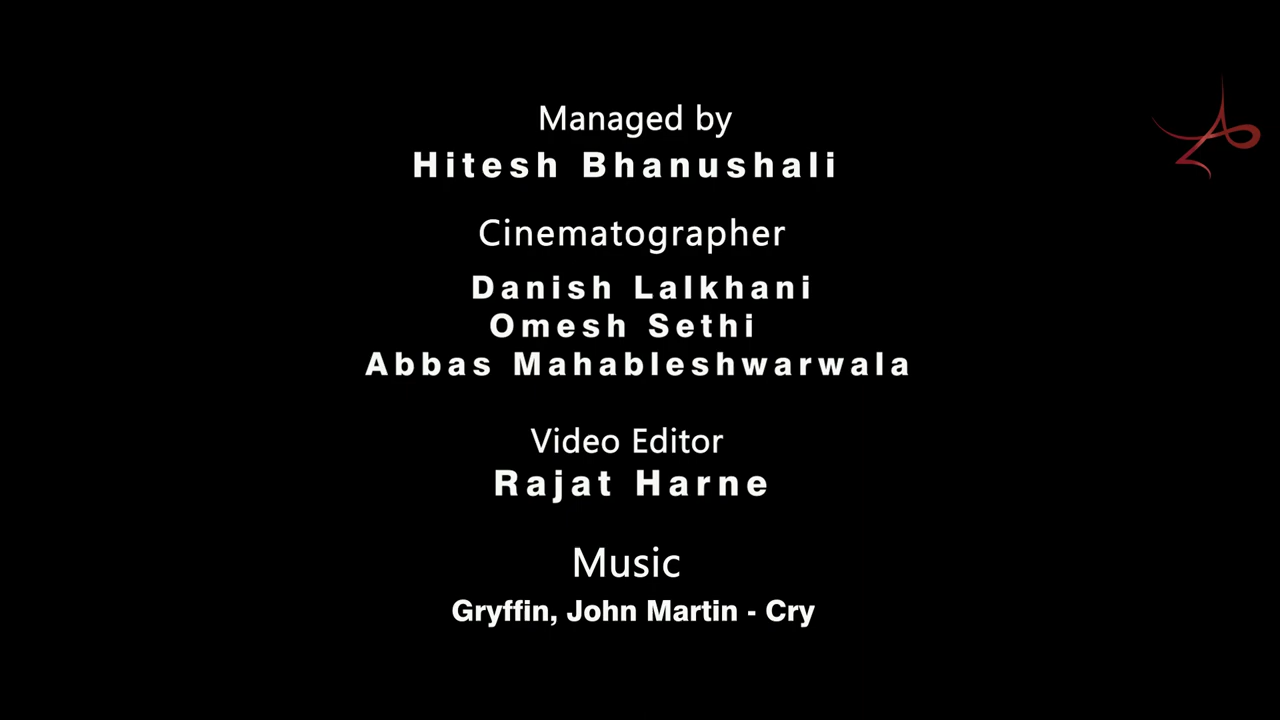 Managed by
Hitesh Bhanushali
Cinematographer
Danish Lalkhani
Omesh Sethi
Abbas Mahableshwarwala
Video Editor
Rajat Harne
Music
Gryffin, John Martin - Cry